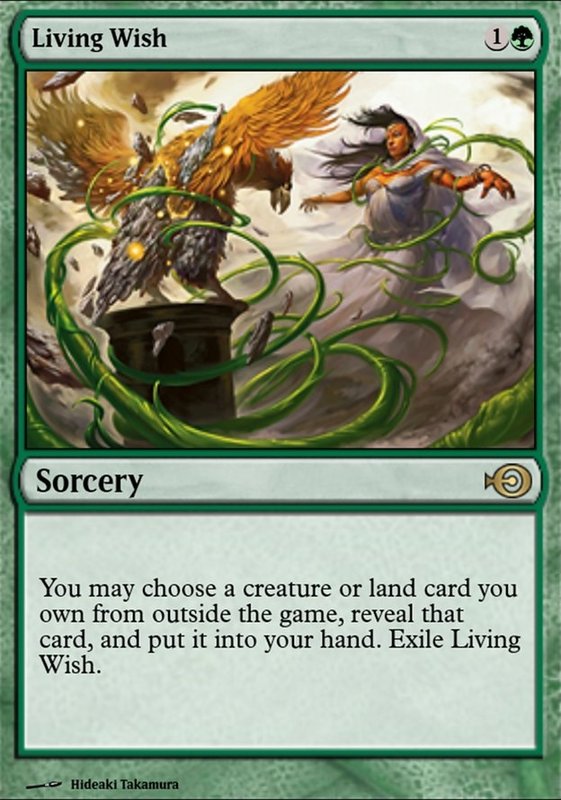 Living Wish 1
Sorcery
You may choose a creature or land card you
own from outside the game, reveal that
card, and put it into your hand. Exile Living
Wish.
Hideaki Takamura